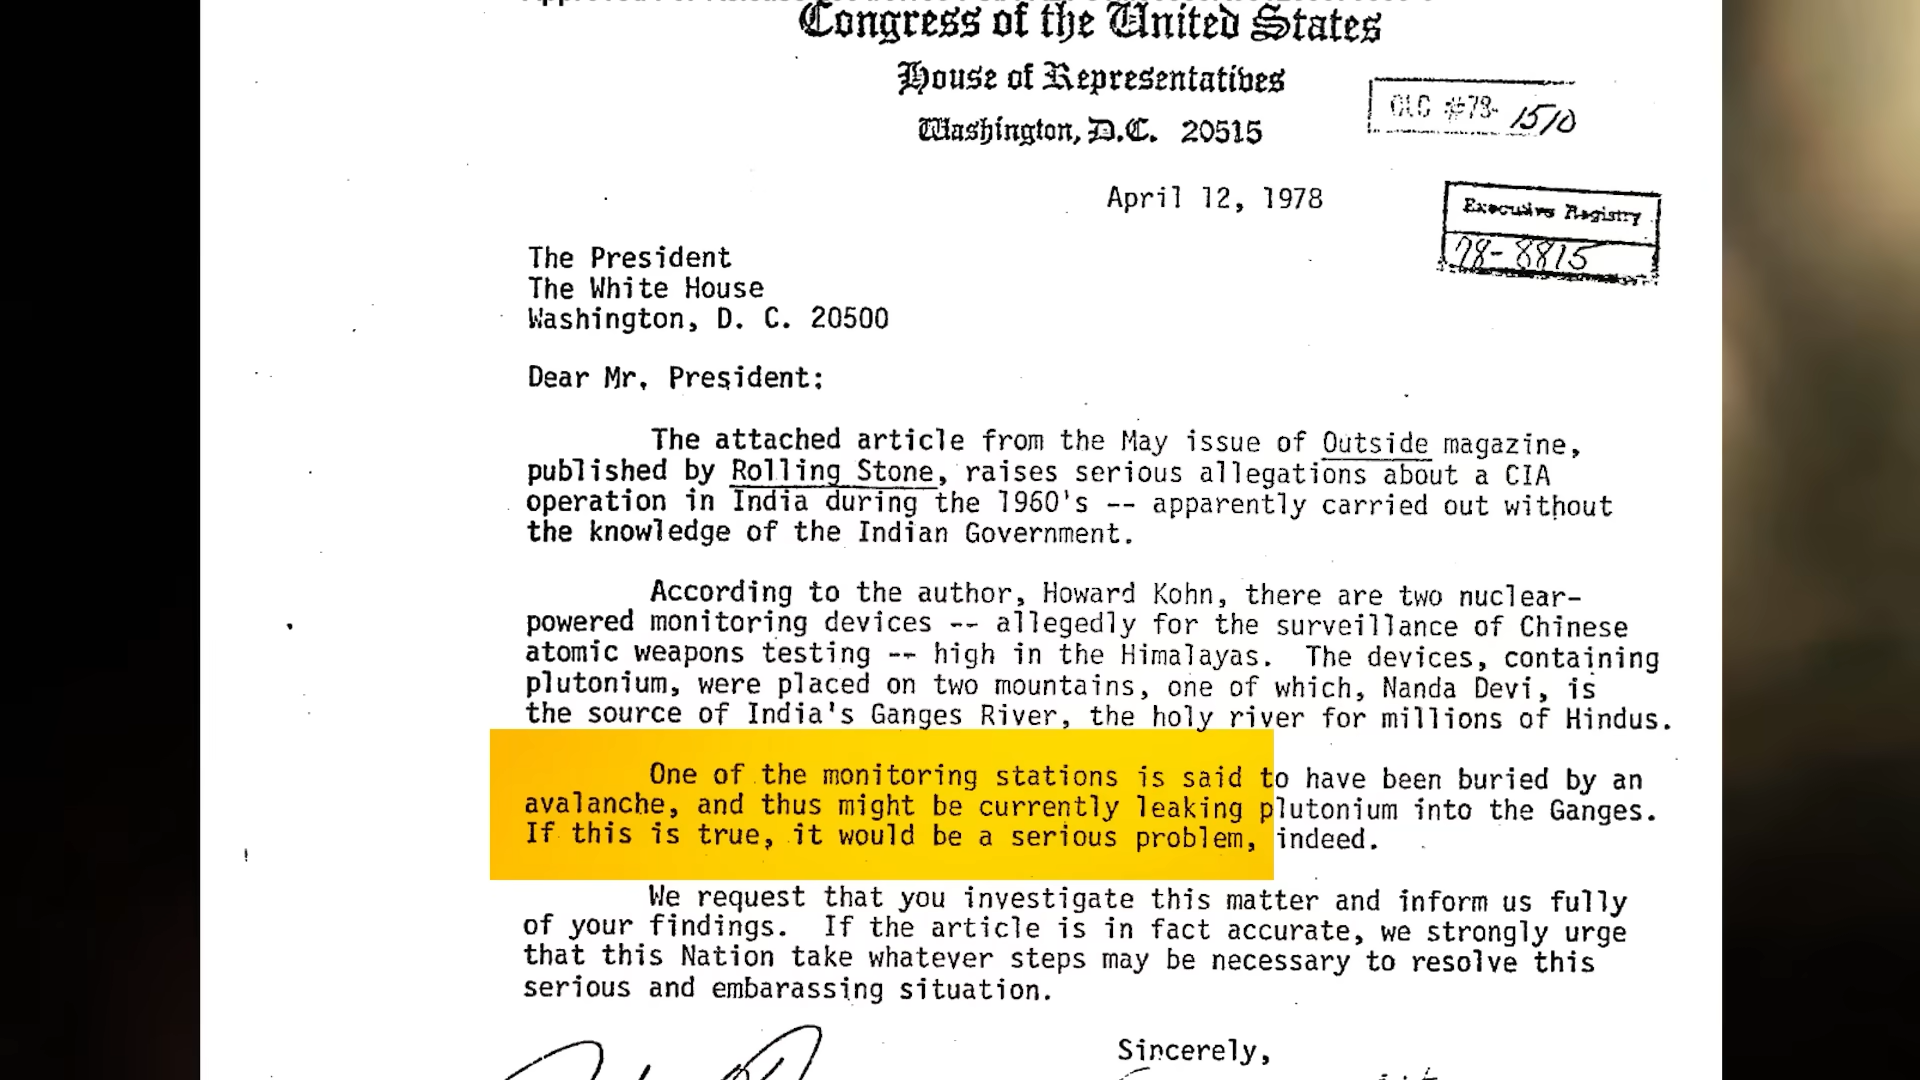 Congress of the United States
House of Representatives
Washington, D.C. 20515
OLC #78-1510
April 12, 1978
Executive Registry
78-8815
The President
The White House
Washington, D. C. 20500
Dear Mr. President:
The attached article from the May issue of Outside magazine,
published by Rolling Stone, raises serious allegations about a CIA
operation in India during the 1960's -- apparently carried out without
the knowledge of the Indian Government.
According to the author, Howard Kohn, there are two nuclear-
powered monitoring devices -- allegedly for the surveillance of Chinese
atomic weapons testing -- high in the Himalayas. The devices, containing
plutonium, were placed on two mountains, one of which, Nanda Devi, is
the source of India's Ganges River, the holy river for millions of Hindus.
One of the monitoring stations is said to have been buried by an
avalanche, and thus might be currently leaking plutonium into the Ganges.
If this is true, it would be a serious problem, indeed.
We request that you investigate this matter and inform us fully
of your findings. If the article is in fact accurate, we strongly urge
that this Nation take whatever steps may be necessary to resolve this
serious and embarassing situation.
Sincerely,